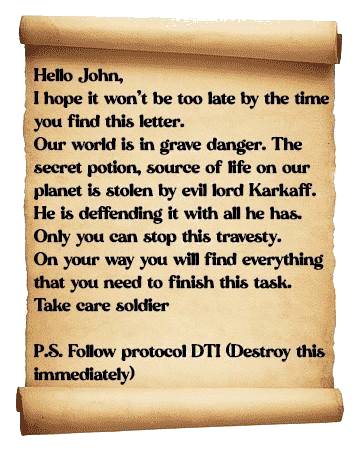 Hello John,
I hope it won't be too late by the time
you find this letter.
Our world is in grave danger. The
secret potion, source of life on our
planet is stolen by evil lord Karkaff.
He is deffending it with all he has.
Only you can stop this travesty.
On your way you will find everything
that you need to finish this task.
Take care soldier
P.S. Follow protocol DTI (Destroy this
immediately)